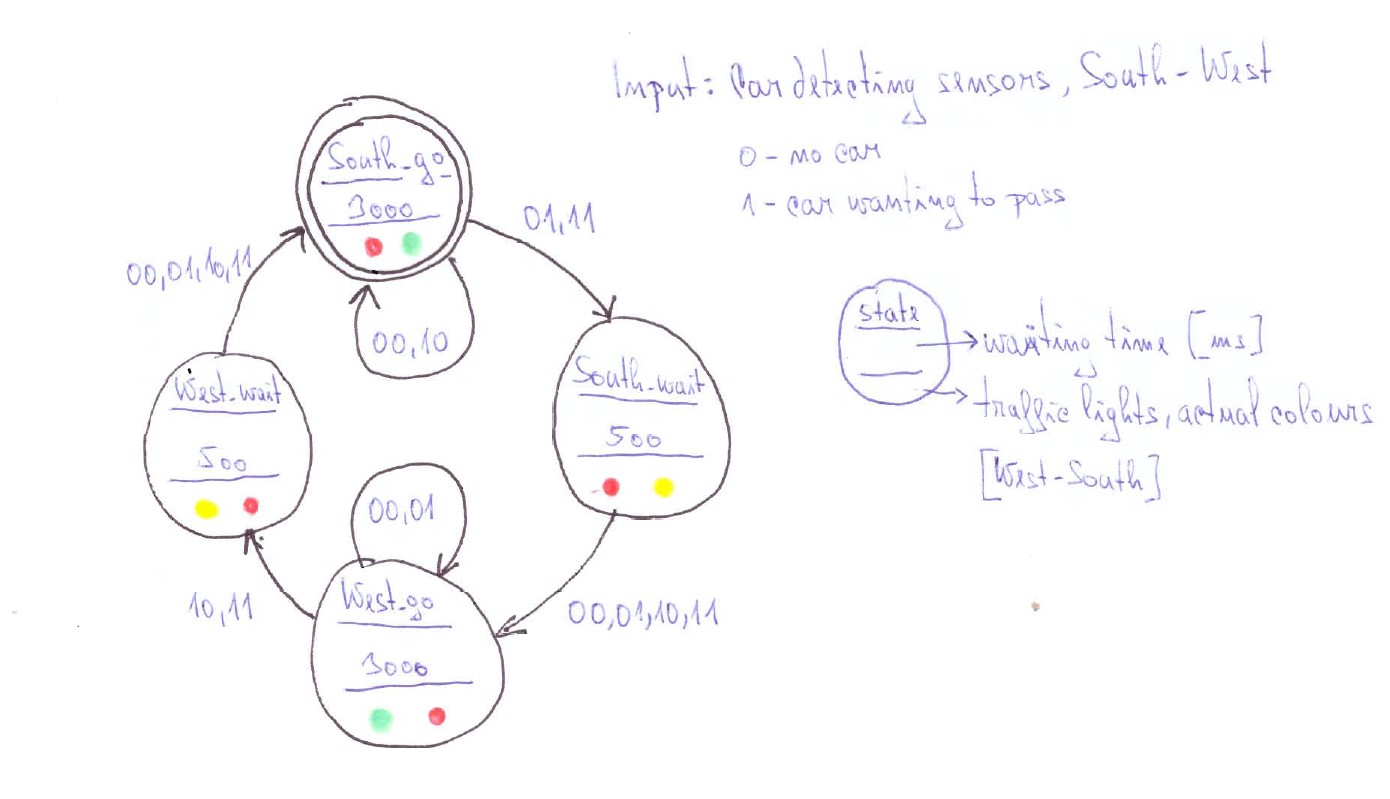 Input: Car detecting sensors, South - West
0 - no car
1 - car wanting to pass
South_go
3000
01,11
00,01,10,11
00,10
state
waiting time [ms]
traffic lights, actual colours
[West-South]
West_wait
500
South_wait
500
00,01
10,11
West_go
3000
00,01,10,11